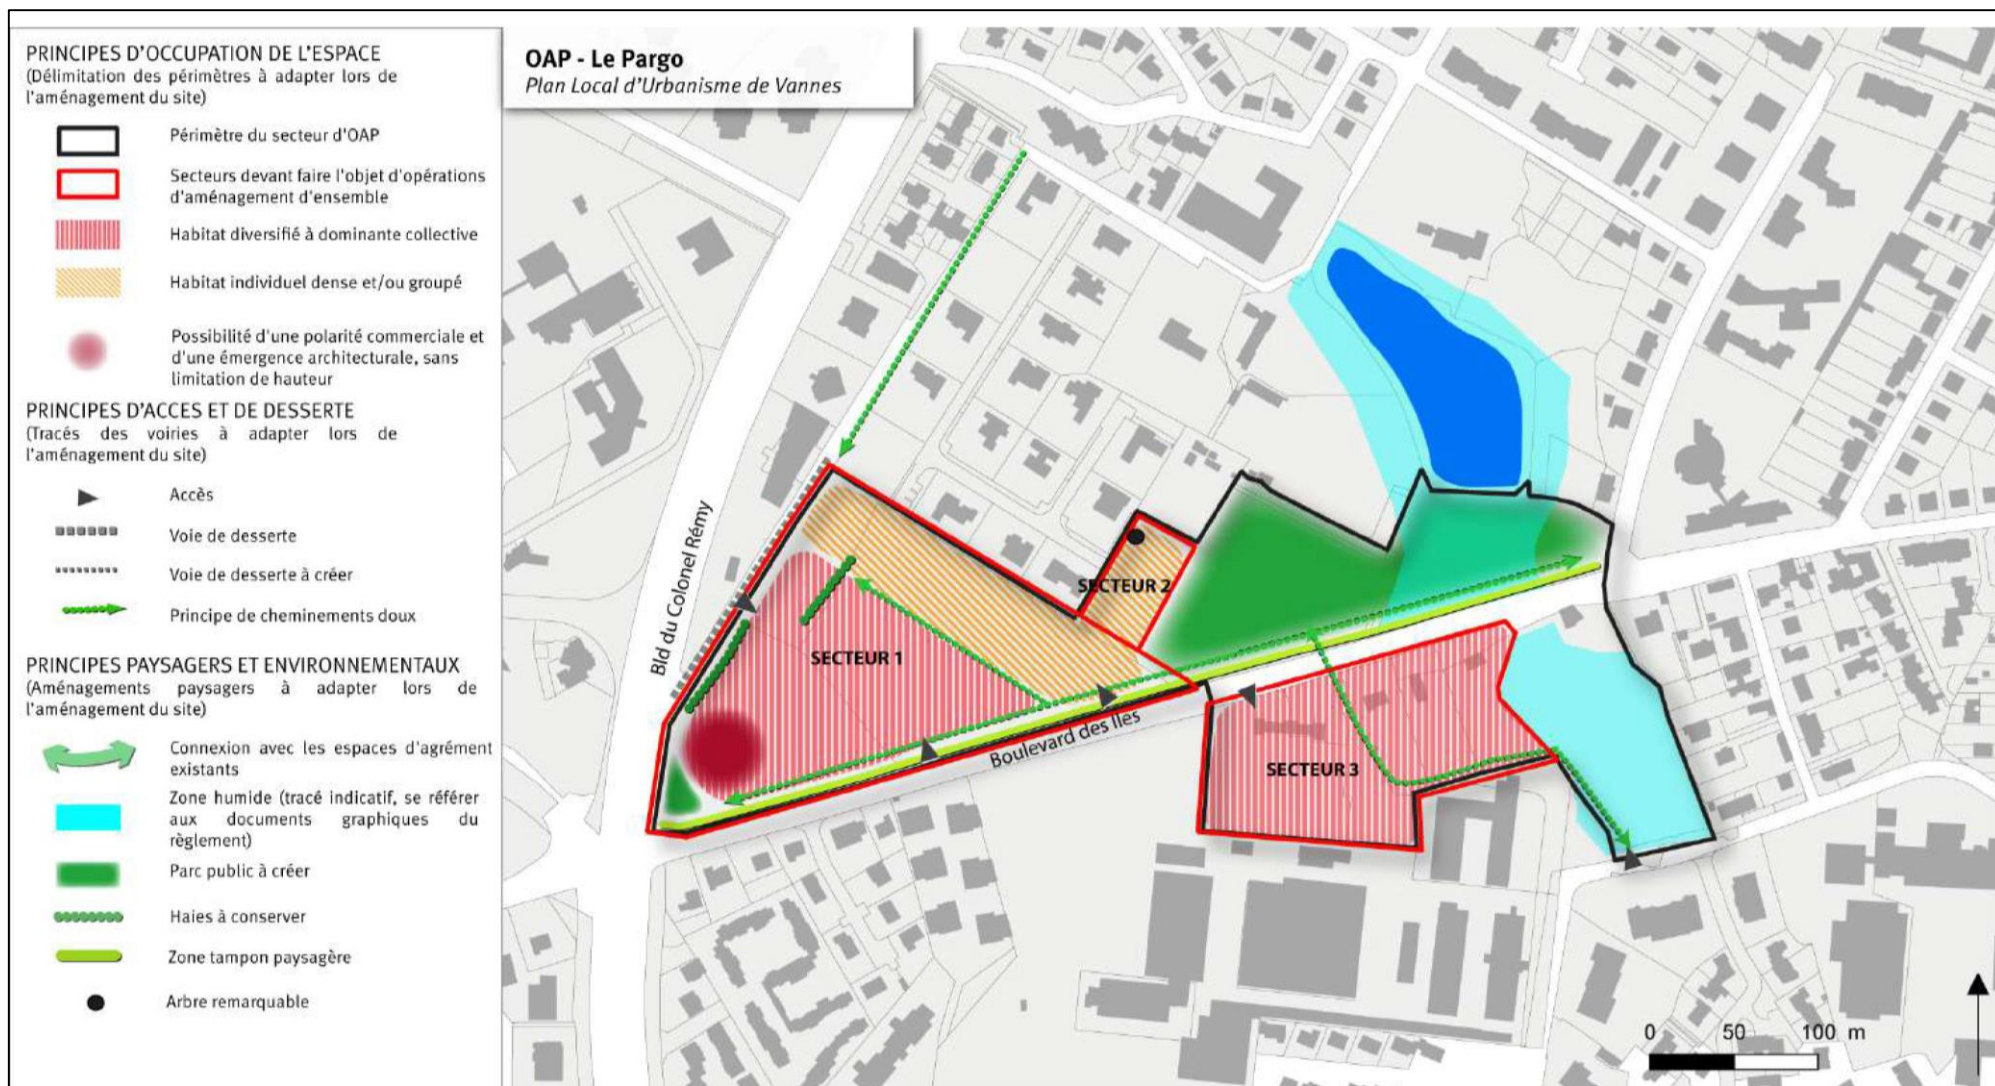 PRINCIPES D'OCCUPATION DE L'ESPACE
(Délimitation des périmètres à adapter lors de
l'aménagement du site)
Périmètre du secteur d'OAP
Secteurs devant faire l'objet d'opérations
d'aménagement d'ensemble
Habitat diversifié à dominante collective
Habitat individuel dense et/ou groupé
Possibilité d'une polarité commerciale et
d'une émergence architecturale, sans
limitation de hauteur
PRINCIPES D'ACCES ET DE DESSERTE
(Tracés des voiries à adapter lors de
l'aménagement du site)
Accès
Voie de desserte
Voie de desserte à créer
Principe de cheminements doux
PRINCIPES PAYSAGERS ET ENVIRONNEMENTAUX
(Aménagements paysagers à adapter lors de
l'aménagement du site)
Connexion avec les espaces d'agrément
existants
Zone humide (tracé indicatif, se référer
aux documents graphiques du
règlement)
Parc public à créer
Haies à conserver
Zone tampon paysagère
Arbre remarquable
OAP - Le Pargo
Plan Local d'Urbanisme de Vannes
Bld du Colonel Rémy
SECTEUR 2
SECTEUR 1
Boulevard des Iles
SECTEUR 3
0 50 100 m